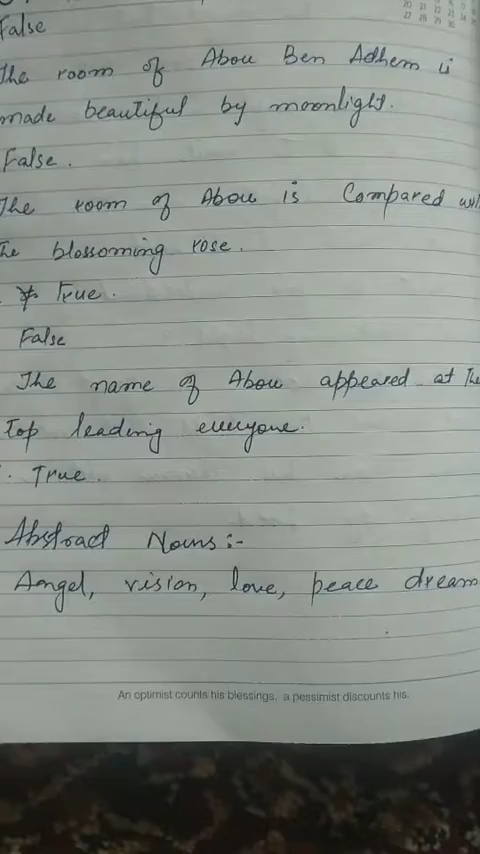 False
The room of Abou Ben Adhem is
made beautiful by moonlight.
False.
The room of Abou is Compared
The blossoming rose.
True.
False
The name of Abou appeared at The
Top leading everyone.
True.
Abstract Nouns:-
Aengel, vision, love, peace dream
An optimist counts his blessings, a pessimist discounts his.